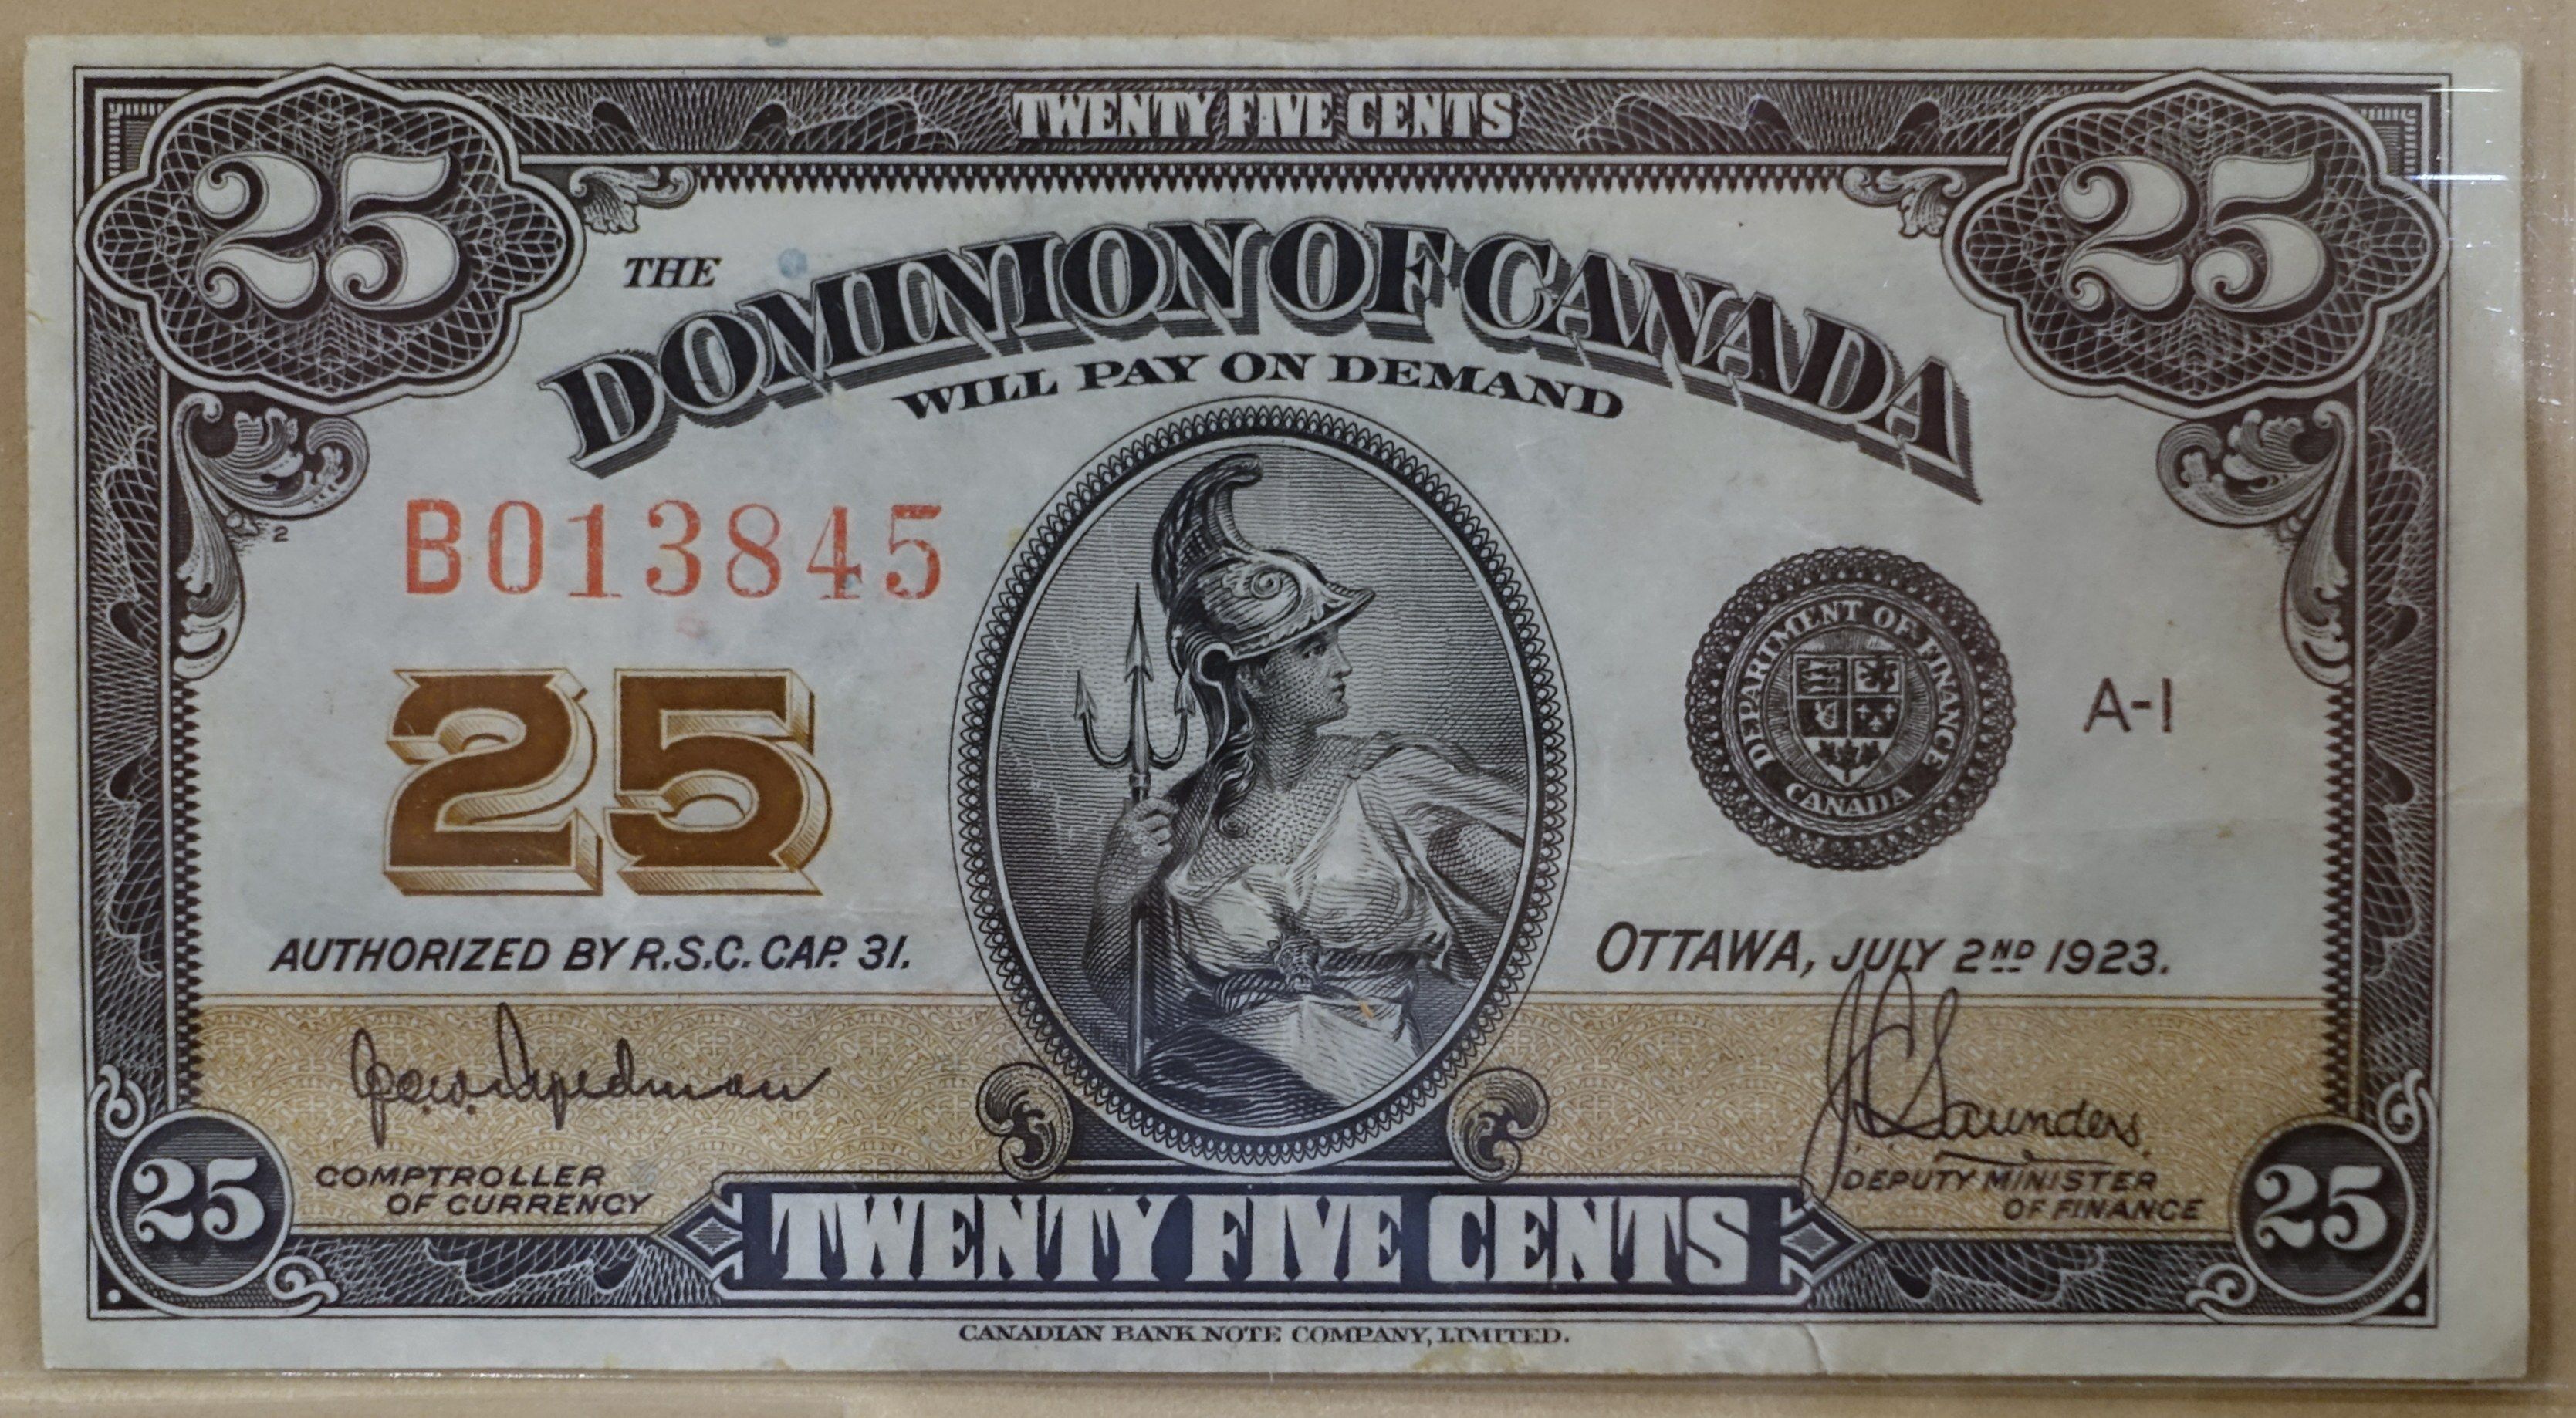 TWENTY FIVE CENTS
25
25
THE
DOMINION OF CANADA
WILL PAY ON DEMAND
2
B013845
25
DEPARTMENT OF FINANCE
CANADA
A-1
AUTHORIZED BY R.S.C. CAP. 31.
OTTAWA, JULY 2ND 1923.
J C Saunders
COMPTROLLER
OF CURRENCY
DEPUTY MINISTER
OF FINANCE
25
TWENTY FIVE CENTS
25
CANADIAN BANK NOTE COMPANY, LIMITED.